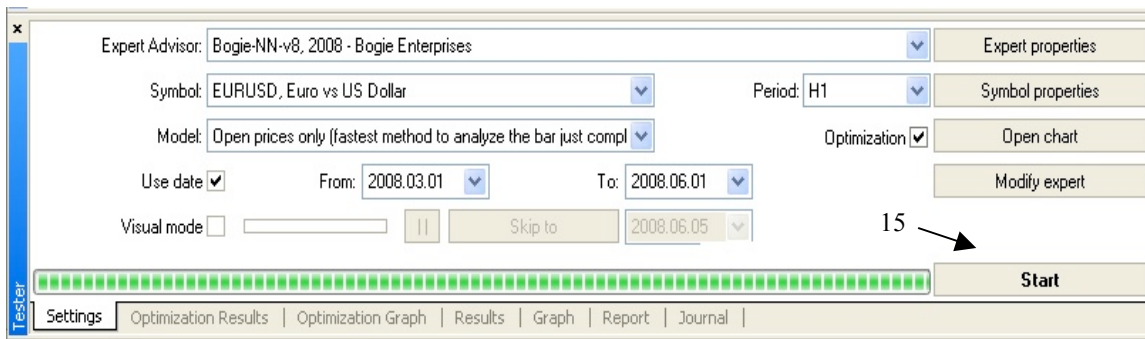 x
Expert Advisor: Bogie-NN-v8, 2008 - Bogie Enterprises Expert properties
Symbol: EURUSD, Euro vs US Dollar Period: H1 Symbol properties
Model: Open prices only (fastest method to analyze the bar just compl Optimization Open chart
Use date From: 2008.03.01 To: 2008.06.01 Modify expert
Visual mode Skip to 2008.06.05 15
Start
Tester
Settings Optimization Results | Optimization Graph | Results | Graph | Report | Journal |